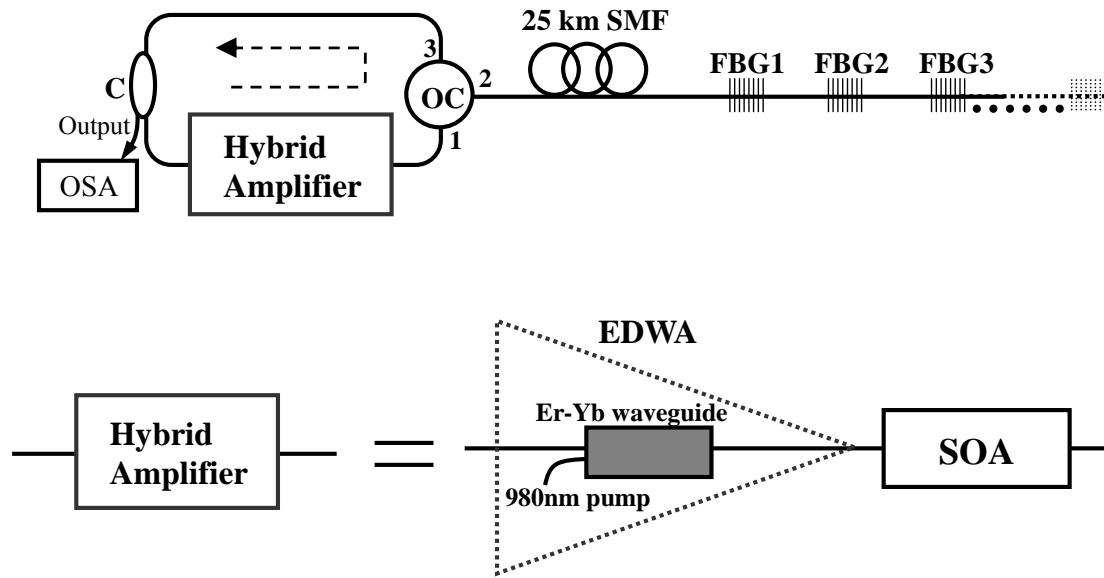 25 km SMF
3
FBG1
FBG2
FBG3
C
2
OC
Output
1
Hybrid
Amplifier
OSA
EDWA
Er-Yb waveguide
Hybrid
Amplifier
SOA
980nm pump